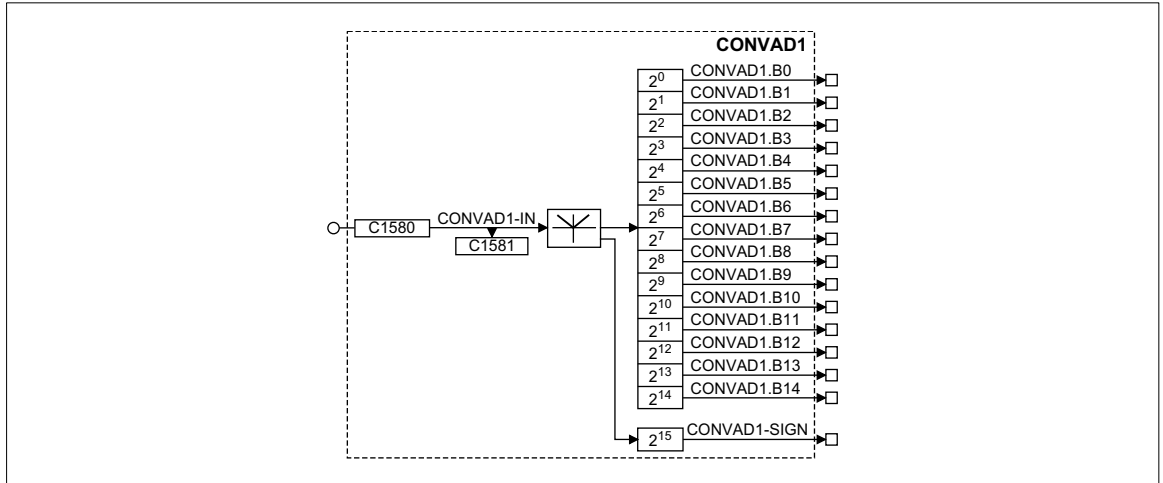 CONVAD1
2⁰ CONVAD1.B0
2¹ CONVAD1.B1
2² CONVAD1.B2
2³ CONVAD1.B3
2⁴ CONVAD1.B4
2⁵ CONVAD1.B5
2⁶ CONVAD1.B6
C1580 CONVAD1-IN
C1581
2⁷ CONVAD1.B7
2⁸ CONVAD1.B8
2⁹ CONVAD1.B9
2¹⁰ CONVAD1.B10
2¹¹ CONVAD1.B11
2¹² CONVAD1.B12
2¹³ CONVAD1.B13
2¹⁴ CONVAD1.B14
2¹⁵ CONVAD1-SIGN